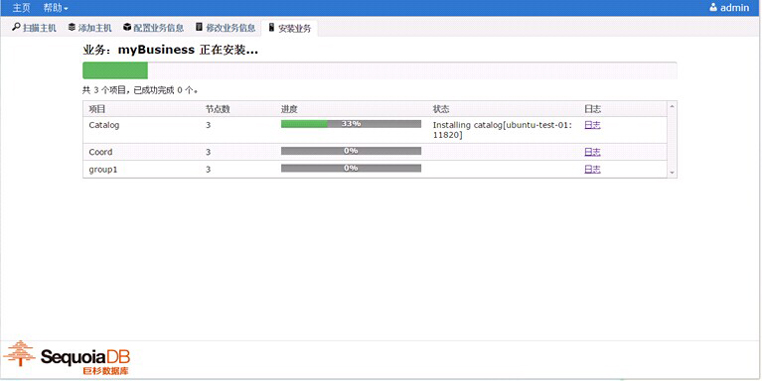 主页 帮助 admin
扫描主机 添加主机 配置业务信息 修改业务信息 安装业务
业务：myBusiness 正在安装...
共 3 个项目，已成功完成 0 个。
项目 节点数 进度 状态 日志
Catalog 3 33% Installing catalog[ubuntu-test-01: 日志
11820]
Coord 3 0% 日志
group1 3 0% 日志
SequoiaDB
巨杉数据库